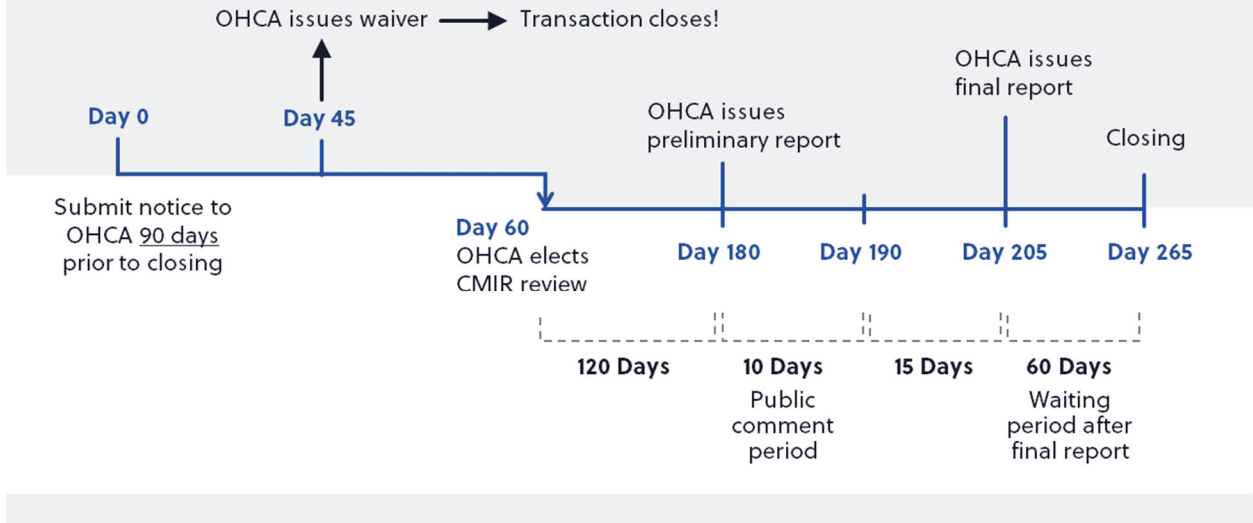 OHCA issues waiver
Transaction closes!
OHCA issues
final report
Day 0
Day 45
OHCA issues
preliminary report
Closing
Submit notice to
OHCA 90 days
prior to closing
Day 60
OHCA elects
CMIR review
Day 180
Day 190
Day 205
Day 265
120 Days
10 Days
Public
comment
period
15 Days
60 Days
Waiting
period after
final report